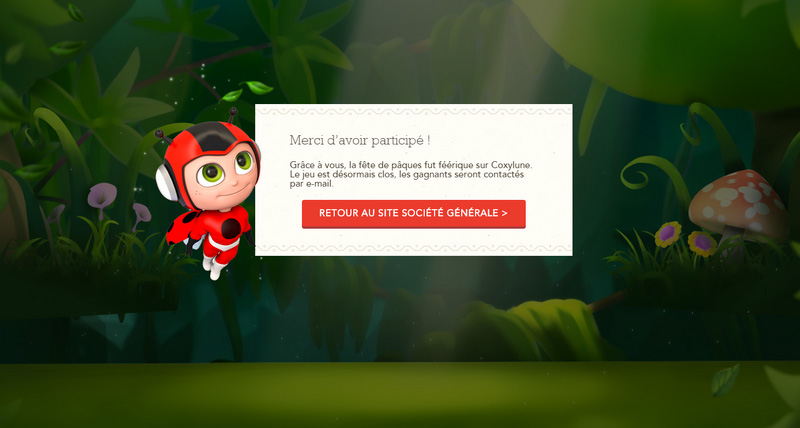 Merci d'avoir participé !
Grâce à vous, la fête de pâques fut féérique sur Coxylune.
Le jeu est désormais clos, les gagnants seront contactés
par e-mail.
RETOUR AU SITE SOCIÉTÉ GÉNÉRALE >